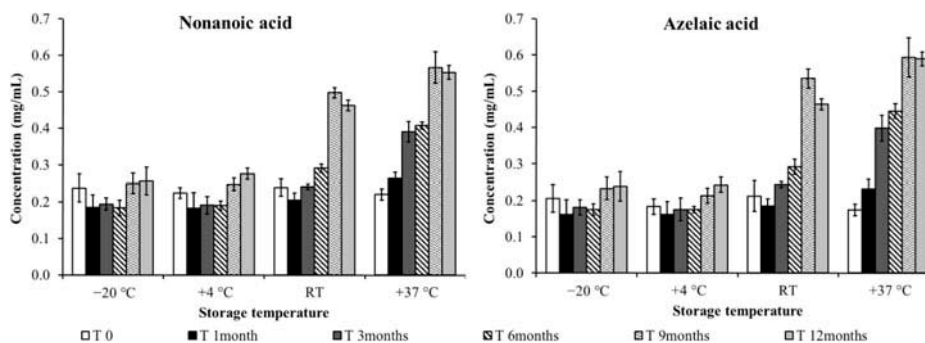 Nonanoic acid
Concentration (mg/mL)
0.7
0.6
0.5
0.4
0.3
0.2
0.1
0.0
−20 °C +4 °C RT +37 °C
Storage temperature
Azelaic acid
Concentration (mg/mL)
0.7
0.6
0.5
0.4
0.3
0.2
0.1
0.0
−20 °C +4 °C RT +37 °C
Storage temperature
T 0 T 1month T 3months T 6months T 9months T 12months